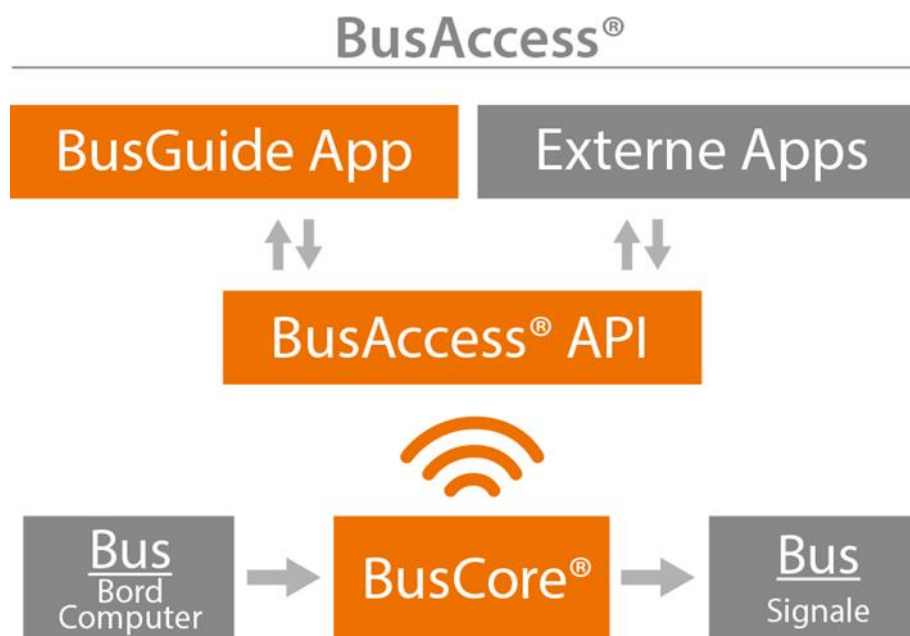 BusAccess®
BusGuide App
Externe Apps
BusAccess® API
Bus
Bord
Computer
BusCore®
Bus
Signale